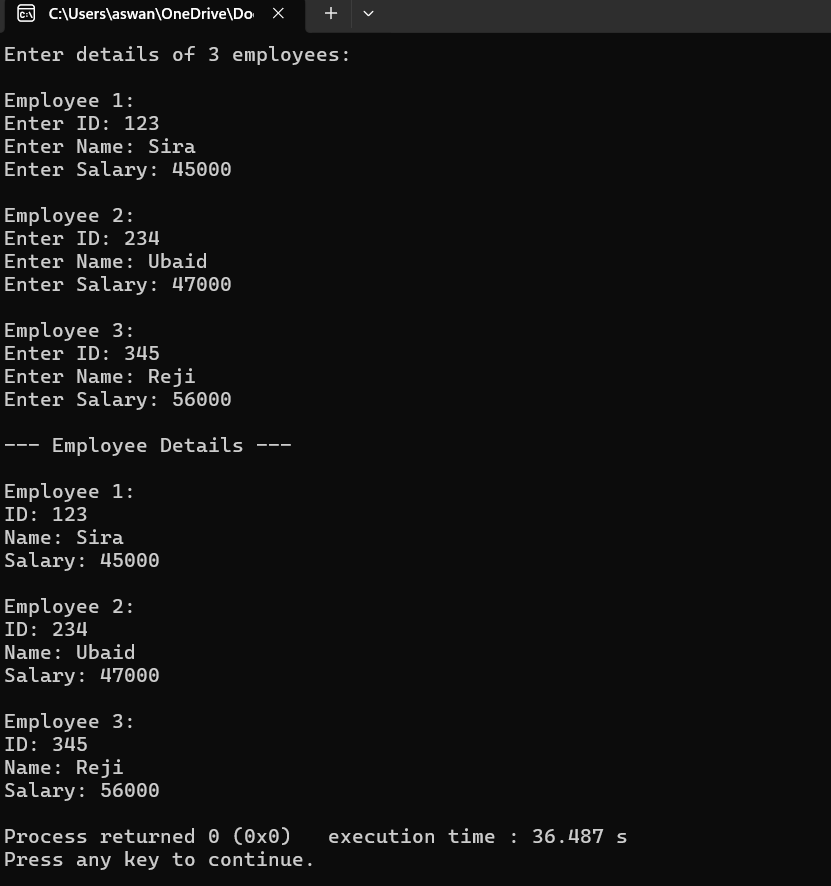 C:\Users\aswan\OneDrive\Do
Enter details of 3 employees:
Employee 1:
Enter ID: 123
Enter Name: Sira
Enter Salary: 45000
Employee 2:
Enter ID: 234
Enter Name: Ubaid
Enter Salary: 47000
Employee 3:
Enter ID: 345
Enter Name: Reji
Enter Salary: 56000
--- Employee Details ---
Employee 1:
ID: 123
Name: Sira
Salary: 45000
Employee 2:
ID: 234
Name: Ubaid
Salary: 47000
Employee 3:
ID: 345
Name: Reji
Salary: 56000
Process returned 0 (0x0)   execution time : 36.487 s
Press any key to continue.